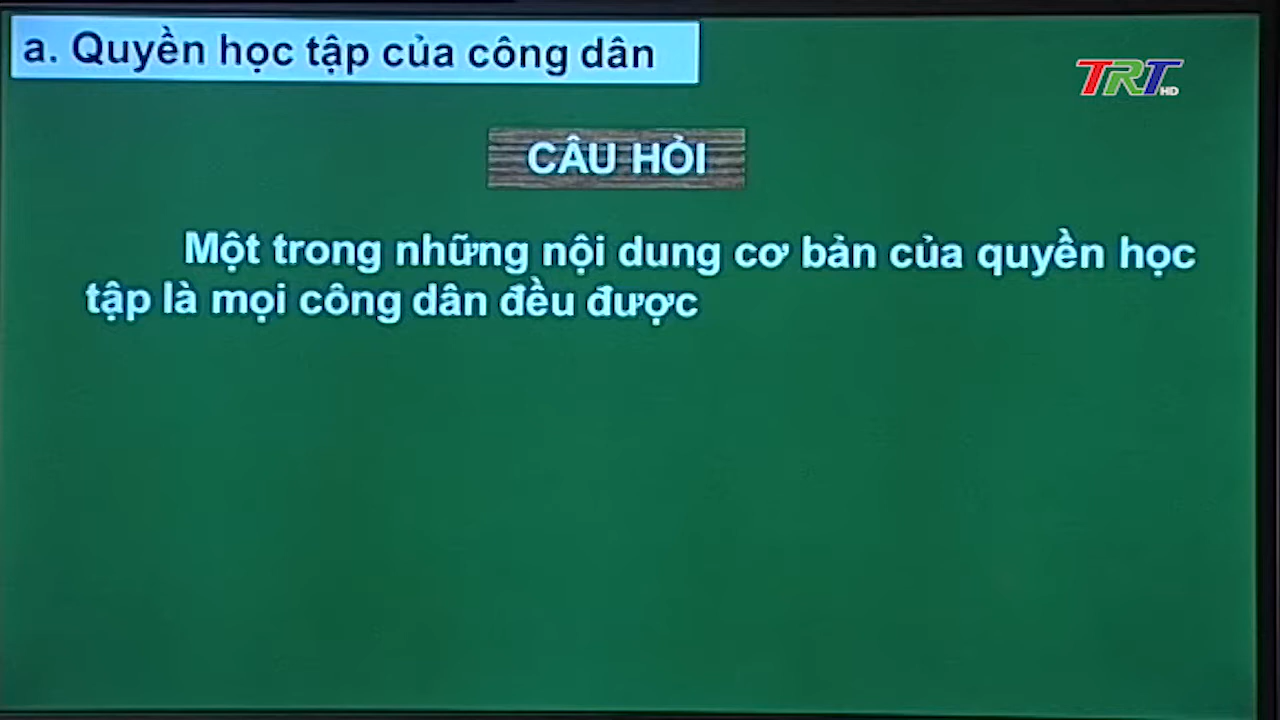 a. Quyền học tập của công dân
TRT HD
CÂU HỎI
Một trong những nội dung cơ bản của quyền học
tập là mọi công dân đều được